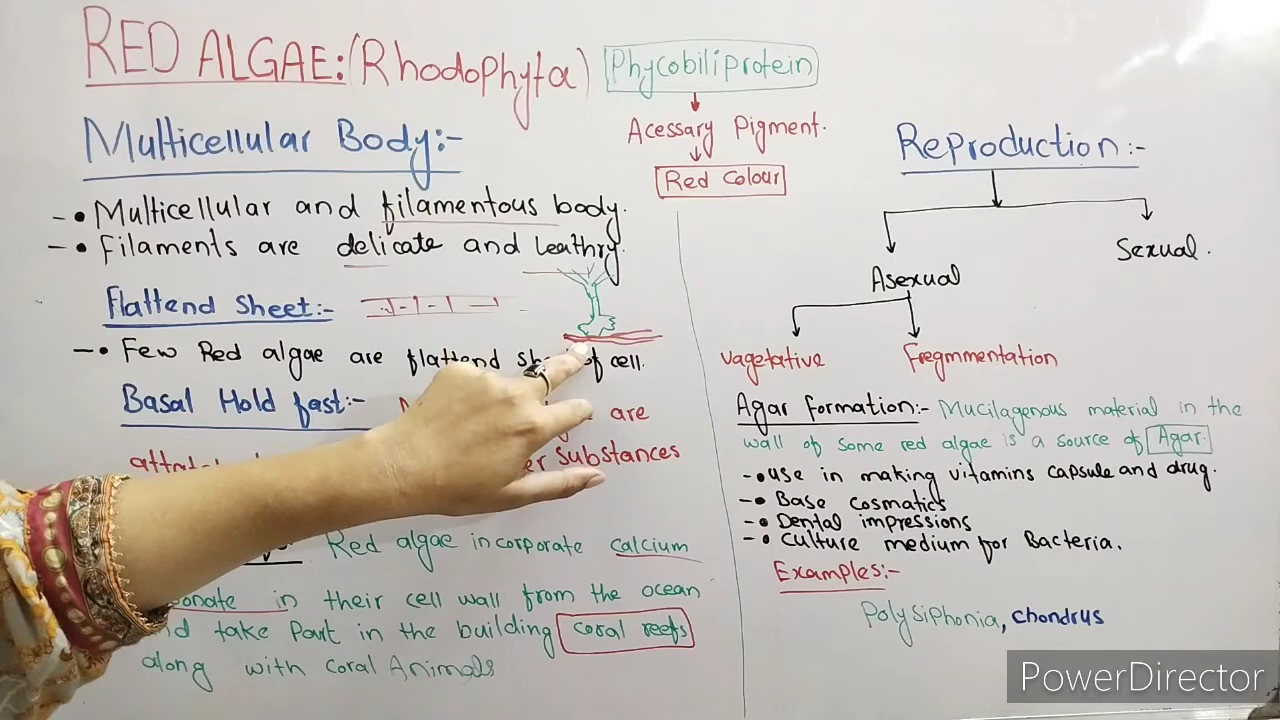 RED ALGAE: (Rhodophyta)
Phycobiliprotein
Acessary Pigment.
Red Colour
Multicellular Body:-
-• Multicellular and filamentous body.
-• Filaments are delicate and leathry.
Flattend Sheet:-
-• Few Red algae are flattend of cell.
Basal Hold fast:-
are
substances
Red algae incorporate calcium
in their cell wall from the ocean
take Part in the building coral reefs
along with Coral Animals
Reproduction:-
Asexual
Sexual.
vagetative
Fregmmentation
Agar formation:- Mucilagenous material in the
wall of some red algae is a source of Agar.
-• use in making vitamins capsule and drug.
-• Base cosmatics
-• Dental impressions
-• Culture medium for Bacteria.
Examples:-
Polysiphonia, chondrus
PowerDirector